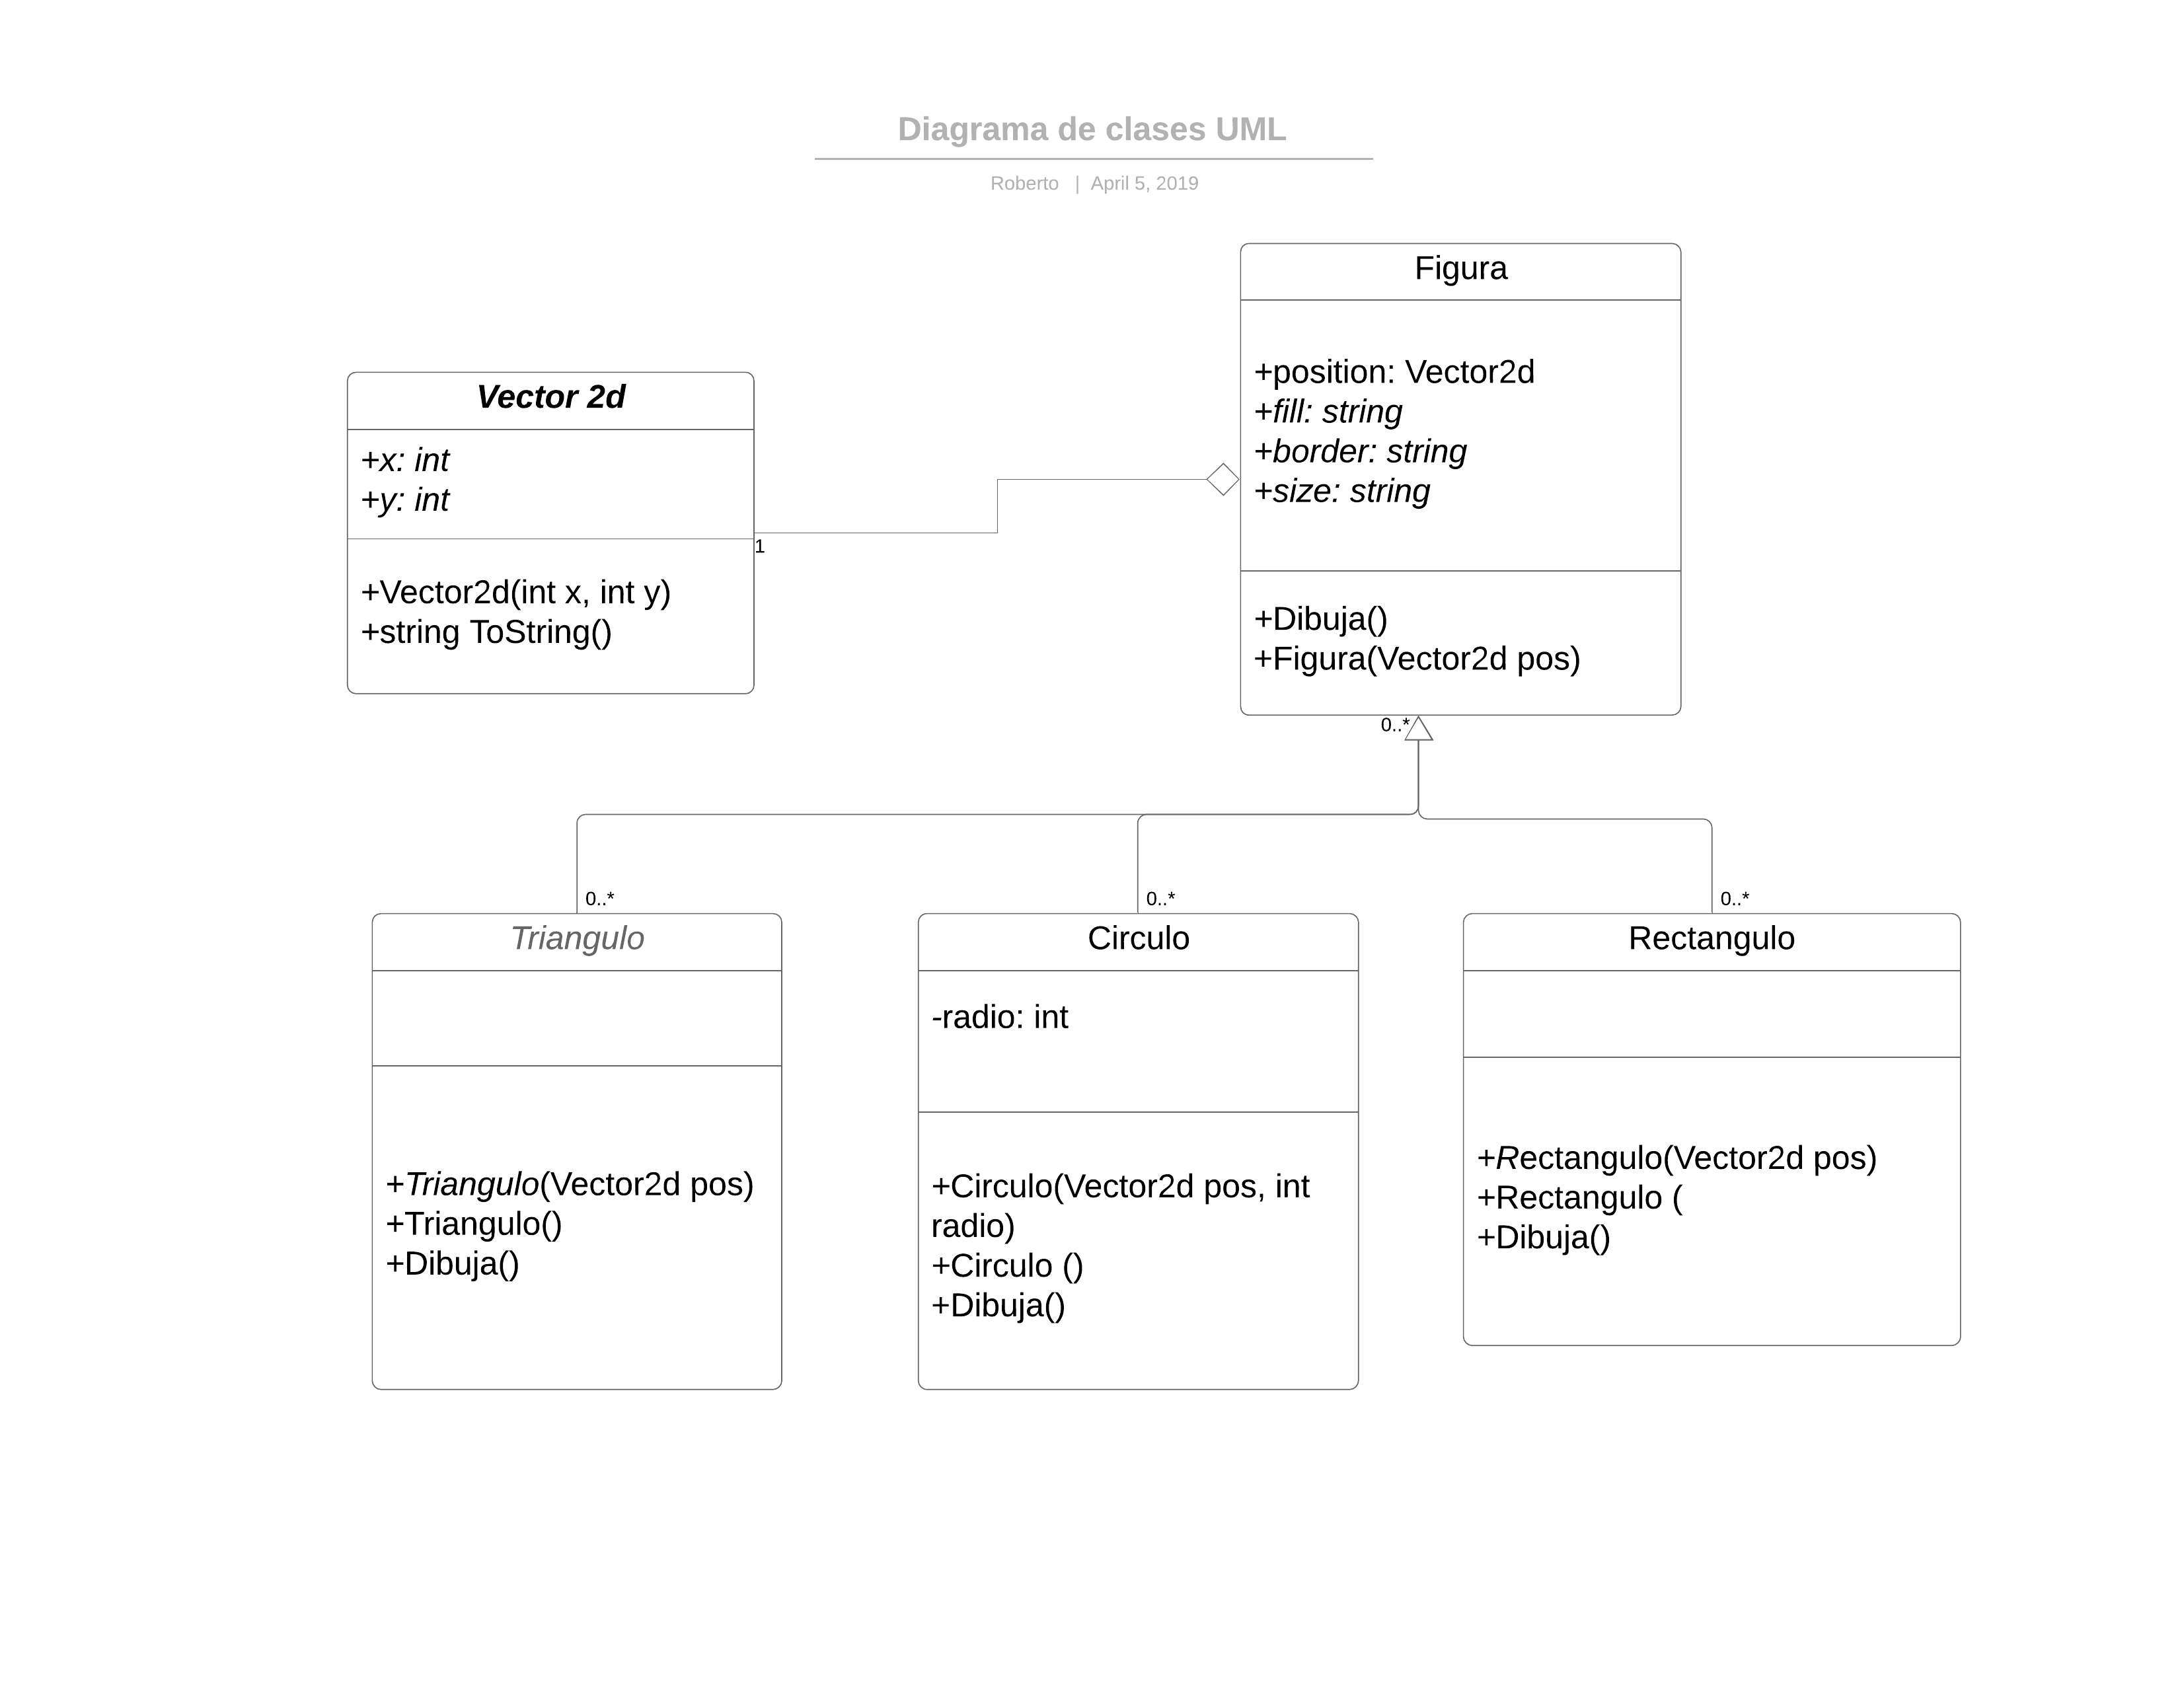 Diagrama de clases UML
Roberto | April 5, 2019
Figura
+position: Vector2d
+fill: string
+border: string
+size: string
+Dibuja()
+Figura(Vector2d pos)
Vector 2d
+x: int
+y: int
+Vector2d(int x, int y)
+string ToString()
1
0..*
0..*
0..*
0..*
Triangulo
+Triangulo(Vector2d pos)
+Triangulo()
+Dibuja()
Circulo
-radio: int
+Circulo(Vector2d pos, int
radio)
+Circulo ()
+Dibuja()
Rectangulo
+Rectangulo(Vector2d pos)
+Rectangulo (
+Dibuja()